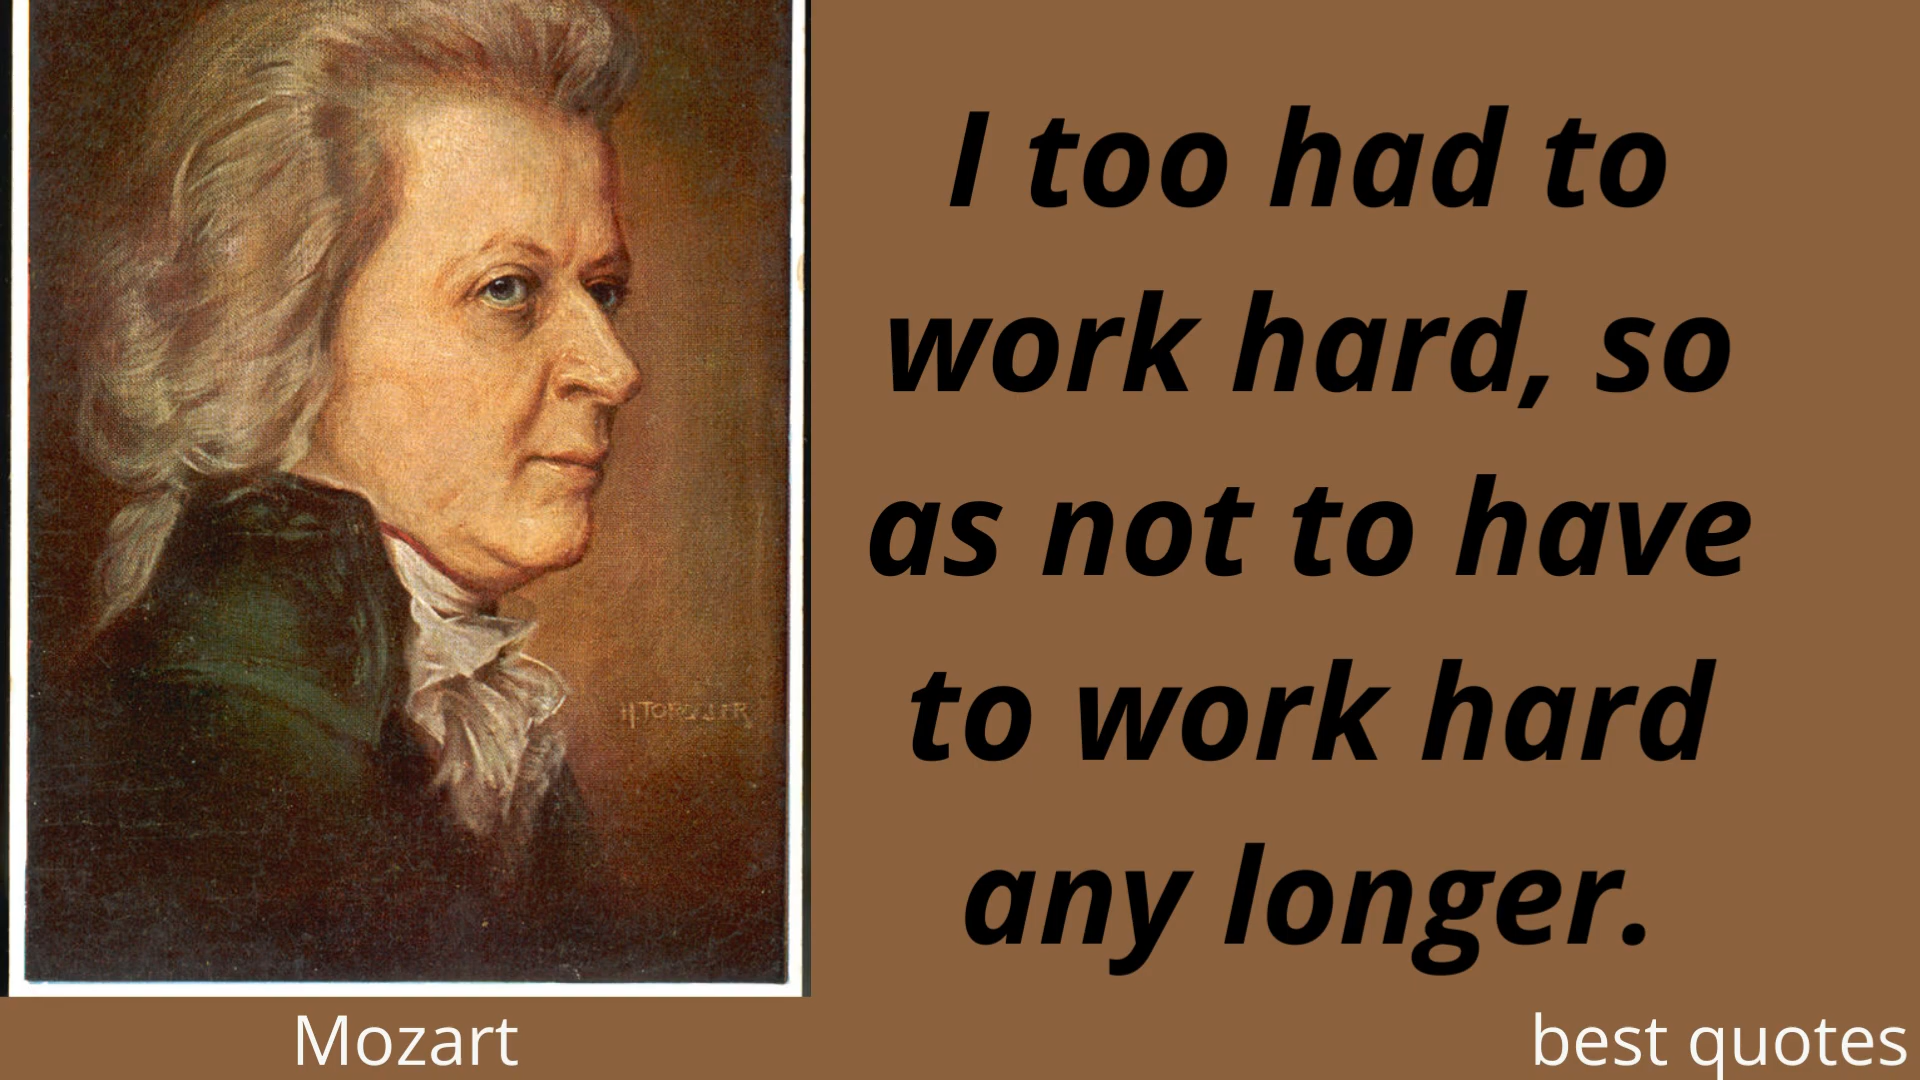 I too had to
work hard, so
as not to have
to work hard
any longer.
Mozart
best quotes